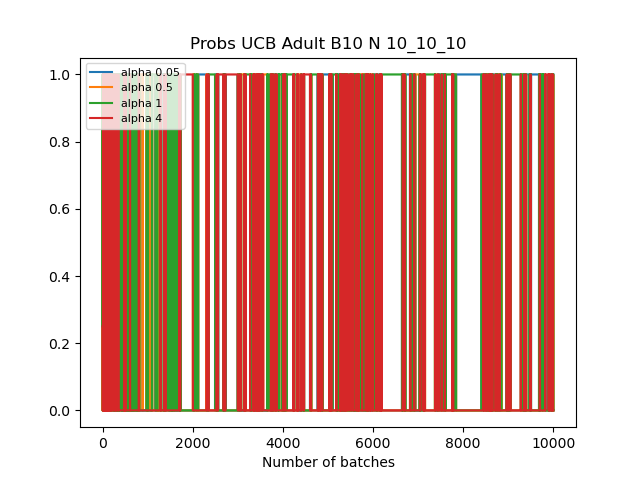 Probs UCB Adult B10 N 10_10_10
1.0
0.8
0.6
0.4
0.2
0.0
alpha 0.05
alpha 0.5
alpha 1
alpha 4
0 2000 4000 6000 8000 10000
Number of batches